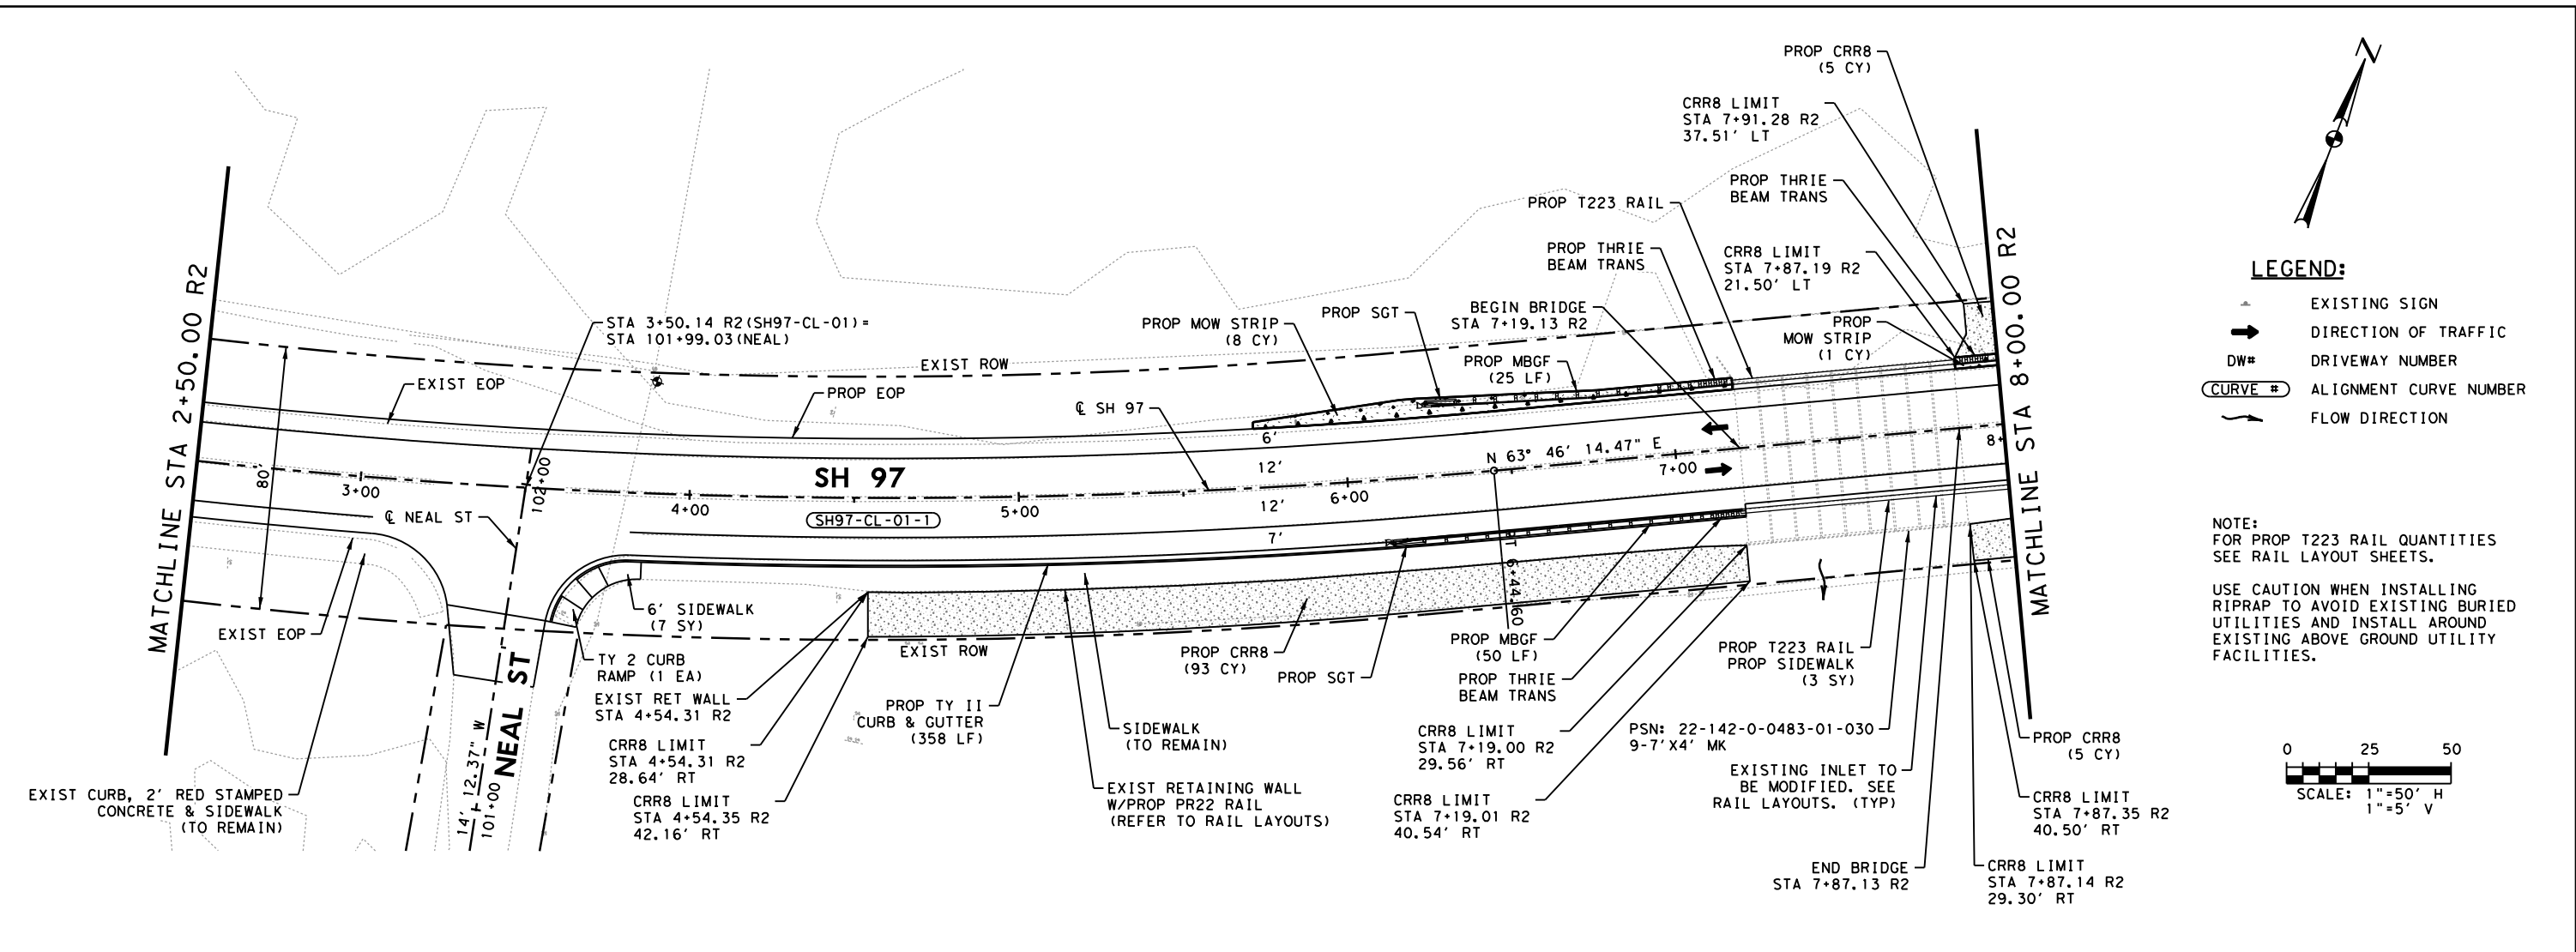 PROP CRR8
(5 CY)
CRR8 LIMIT
STA 7+91.28 R2
37.51' LT
PROP THRIE
BEAM TRANS
PROP T223 RAIL
PROP THRIE
BEAM TRANS
CRR8 LIMIT
STA 7+87.19 R2
21.50' LT
BEGIN BRIDGE
STA 7+19.13 R2
PROP SGT
PROP MOW STRIP
(8 CY)
PROP
MOW STRIP
(1 CY)
PROP MBGF
(25 LF)
STA 3+50.14 R2(SH97-CL-01)=
STA 101+99.03(NEAL)
MATCHLINE STA 2+50.00 R2
MATCHLINE STA 8+00.00 R2
EXIST ROW
EXIST EOP
PROP EOP
℄ SH 97
6'
12'
12'
7'
80'
SH 97
SH97-CL-01-1
N 63° 46' 14.47" E
3+00
4+00
5+00
6+00
7+00
8+
102+00
℄ NEAL ST
PT 6+44.60
EXIST EOP
6' SIDEWALK
(7 SY)
TY 2 CURB
RAMP (1 EA)
EXIST ROW
EXIST RET WALL
STA 4+54.31 R2
CRR8 LIMIT
STA 4+54.31 R2
28.64' RT
CRR8 LIMIT
STA 4+54.35 R2
42.16' RT
EXIST CURB, 2' RED STAMPED
CONCRETE & SIDEWALK
(TO REMAIN)
14' 12.37" W
101+00
NEAL ST
PROP TY II
CURB & GUTTER
(358 LF)
SIDEWALK
(TO REMAIN)
EXIST RETAINING WALL
W/PROP PR22 RAIL
(REFER TO RAIL LAYOUTS)
PROP CRR8
(93 CY)
PROP SGT
PROP MBGF
(50 LF)
PROP THRIE
BEAM TRANS
CRR8 LIMIT
STA 7+19.00 R2
29.56' RT
CRR8 LIMIT
STA 7+19.01 R2
40.54' RT
PROP T223 RAIL
PROP SIDEWALK
(3 SY)
PSN: 22-142-0-0483-01-030
9-7'X4' MK
EXISTING INLET TO
BE MODIFIED. SEE
RAIL LAYOUTS. (TYP)
END BRIDGE
STA 7+87.13 R2
PROP CRR8
(5 CY)
CRR8 LIMIT
STA 7+87.35 R2
40.50' RT
CRR8 LIMIT
STA 7+87.14 R2
29.30' RT
N
LEGEND:
EXISTING SIGN
DIRECTION OF TRAFFIC
DW# DRIVEWAY NUMBER
CURVE # ALIGNMENT CURVE NUMBER
FLOW DIRECTION
NOTE:
FOR PROP T223 RAIL QUANTITIES
SEE RAIL LAYOUT SHEETS.
USE CAUTION WHEN INSTALLING
RIPRAP TO AVOID EXISTING BURIED
UTILITIES AND INSTALL AROUND
EXISTING ABOVE GROUND UTILITY
FACILITIES.
0 25 50
SCALE: 1"=50' H
1"=5' V